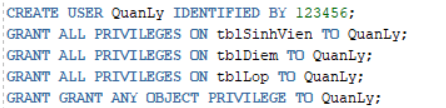 CREATE USER QuanLy IDENTIFIED BY 123456;
GRANT ALL PRIVILEGES ON tblSinhVien TO QuanLy;
GRANT ALL PRIVILEGES ON tblDiem TO QuanLy;
GRANT ALL PRIVILEGES ON tblLop TO QuanLy;
GRANT GRANT ANY OBJECT PRIVILEGE TO QuanLy;